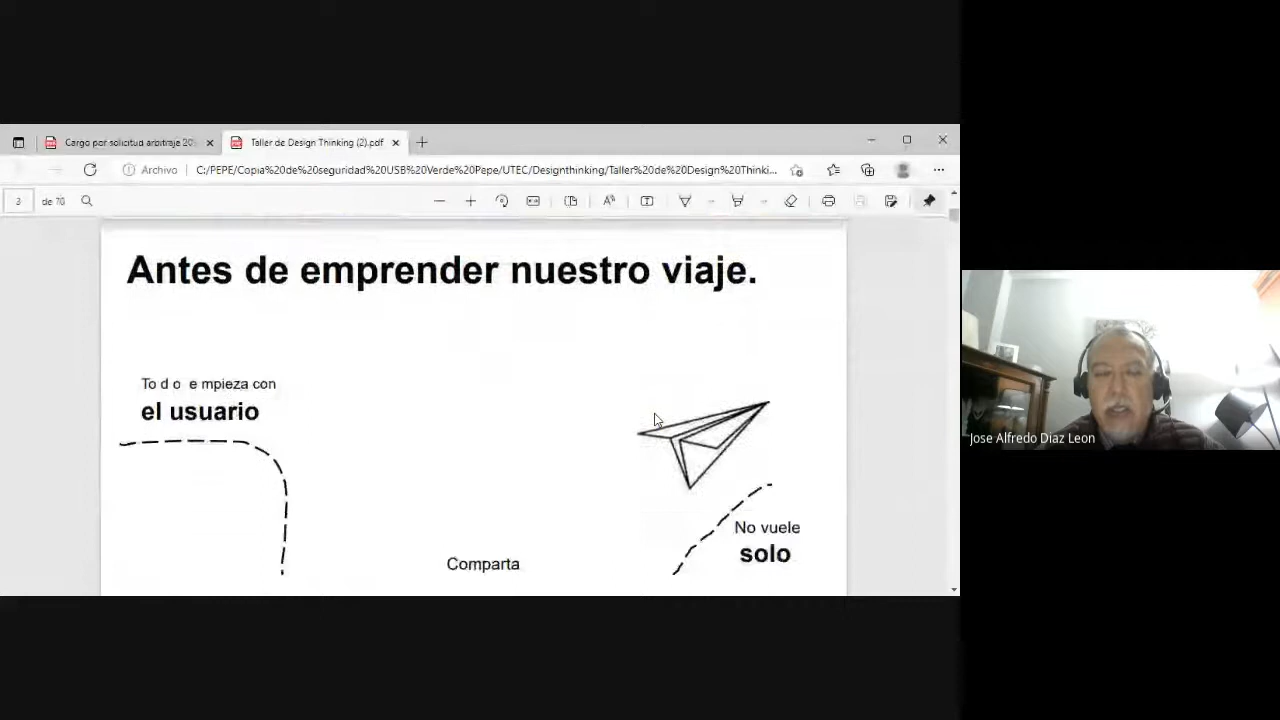 Cargo por solicitud arbitraje 20
Taller de Design Thinking (2).pdf
Archivo
C:/PEPE/Copia%20de%20seguridad%20USB%20Verde%20Pepe/UTEC/Designthinking/Taller%20de%20Design%20Thinki...
3 de 70
Antes de emprender nuestro viaje.
To d o e mpieza con
el usuario
No vuele
solo
Comparta
Jose Alfredo Diaz Leon